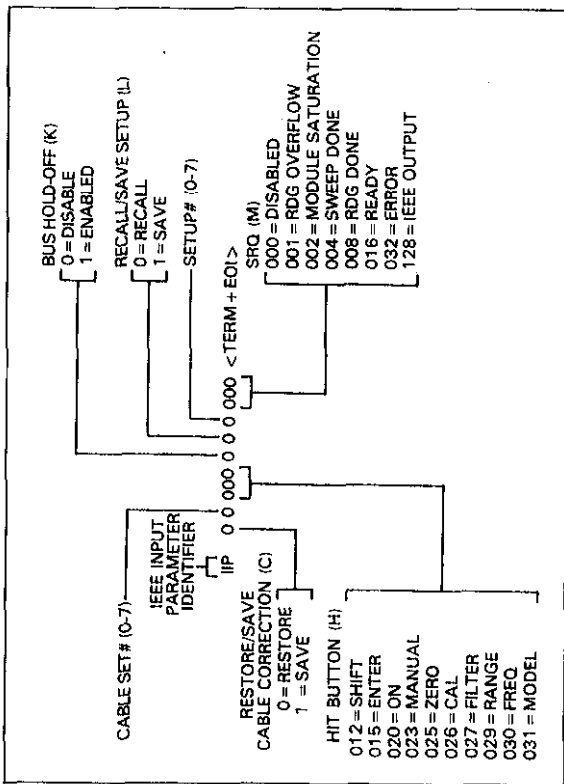 CABLE SET# (0-7)
IEEE INPUT
PARAMETER
IDENTIFIER
IIP 0 0 000 0 0 0 000 <TERM + EOI>
RESTORE/SAVE
CABLE CORRECTION (C)
0 = RESTORE
1 = SAVE
HIT BUTTON (H)
012 = SHIFT
015 = ENTER
020 = ON
023 = MANUAL
025 = ZERO
026 = CAL
027 = FILTER
029 = RANGE
030 = FREQ
031 = MODEL
BUS HOLD-OFF (K)
0 = DISABLE
1 = ENABLED
RECALL/SAVE SETUP (L)
0 = RECALL
1 = SAVE
SETUP# (0-7)
SRQ (M)
000 = DISABLED
001 = RDG OVERFLOW
002 = MODULE SATURATION
004 = SWEEP DONE
008 = RDG DONE
016 = READY
032 = ERROR
128 = IEEE OUTPUT